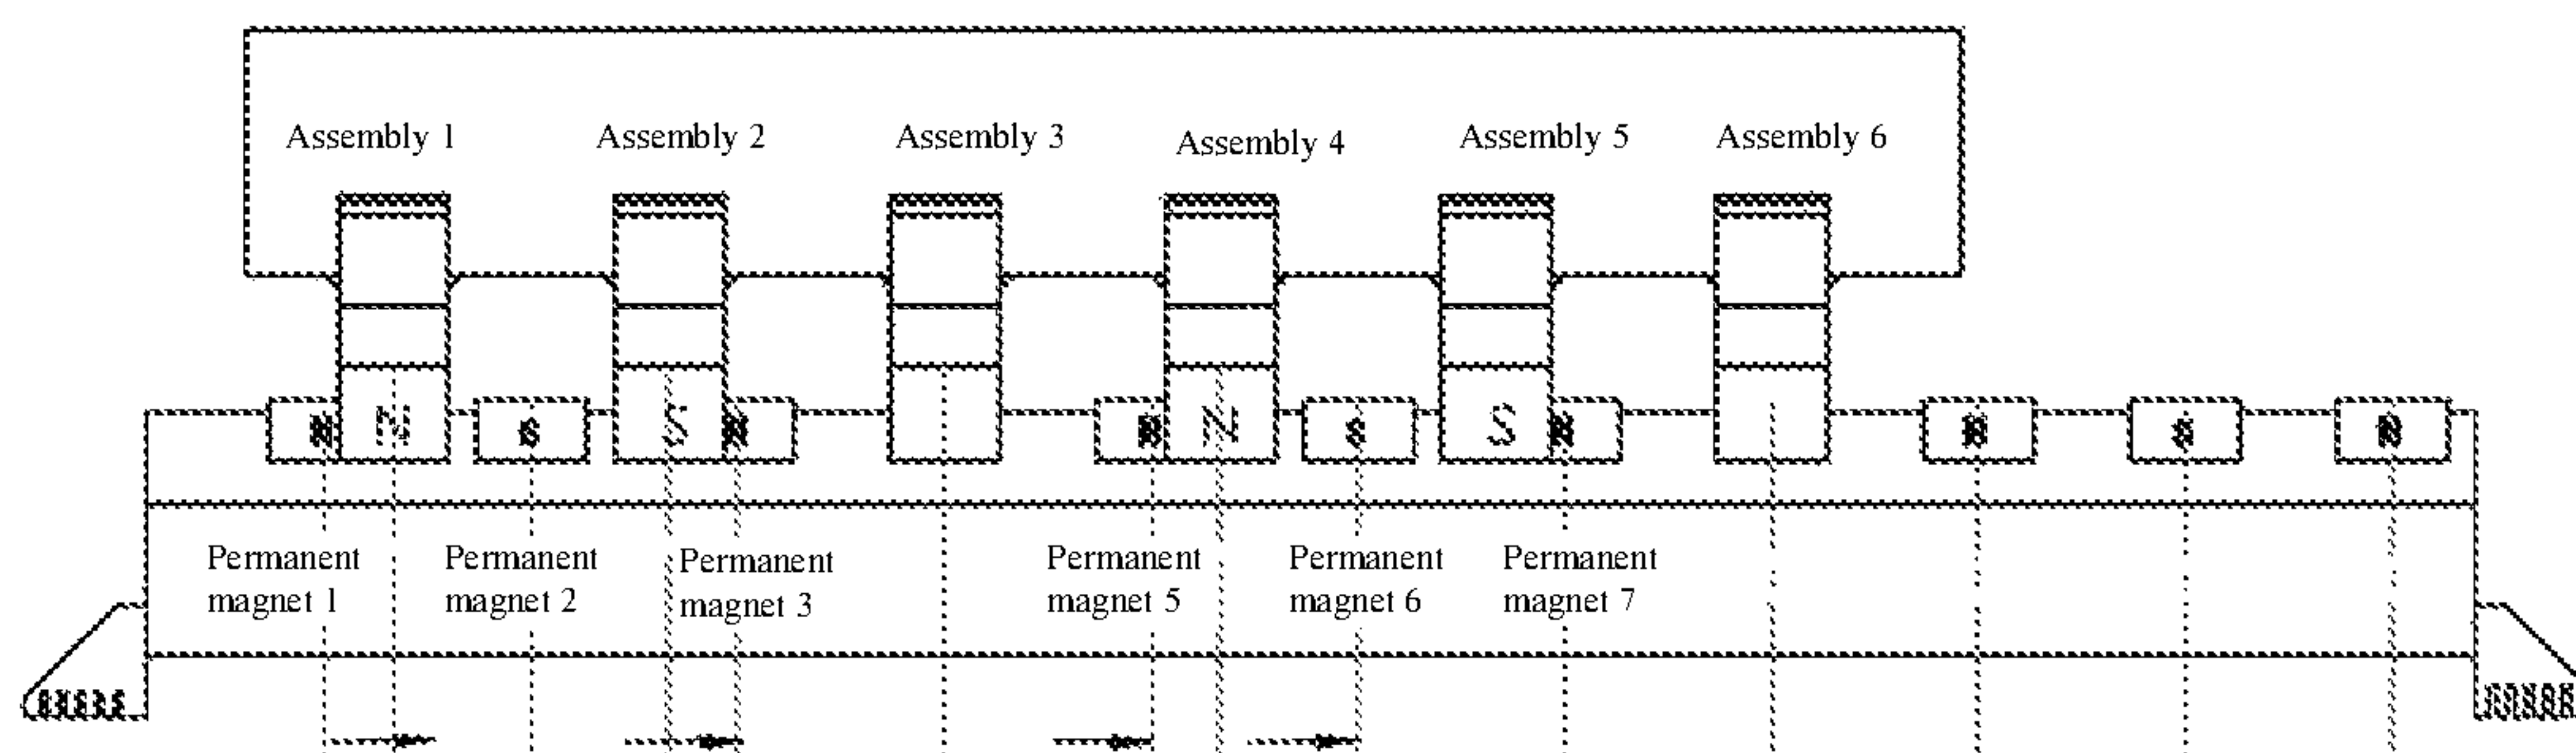 Assembly 1 Assembly 2 Assembly 3 Assembly 4 Assembly 5 Assembly 6
N N S S N N S S N S N
Permanent Permanent Permanent Permanent Permanent Permanent
magnet 1 magnet 2 magnet 3 magnet 5 magnet 6 magnet 7